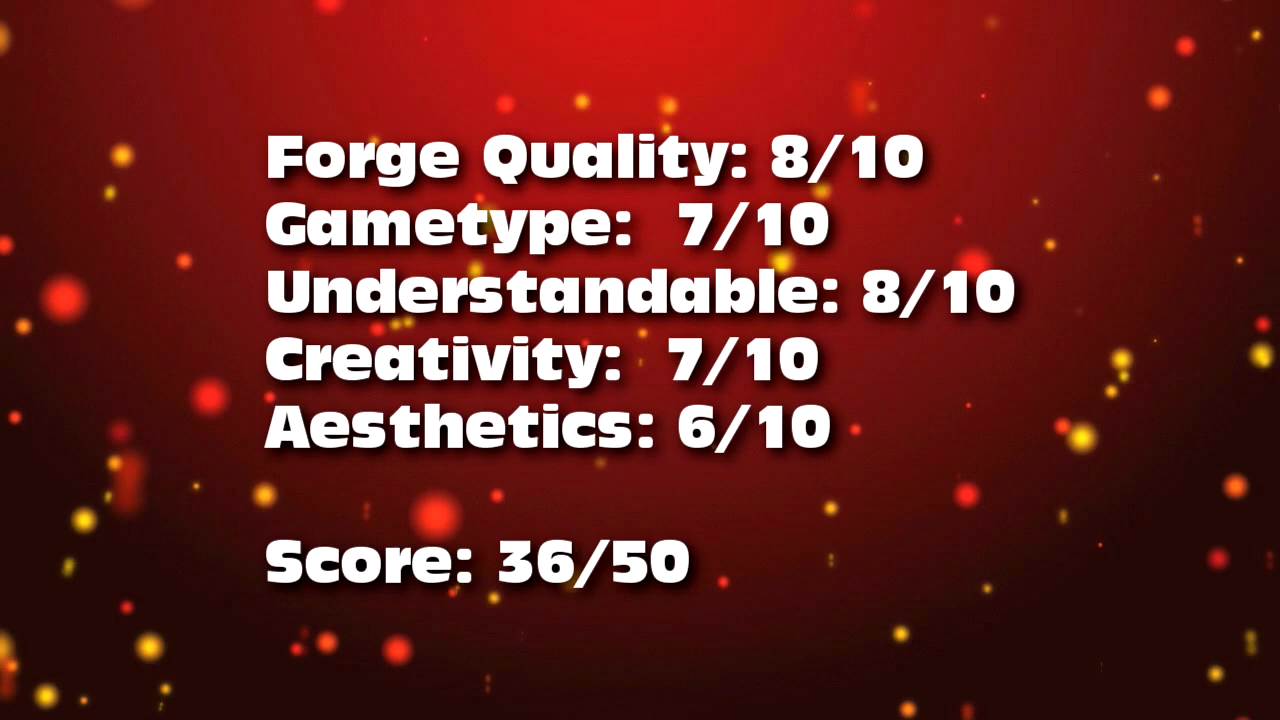 Forge Quality: 8/10
Gametype:  7/10
Understandable: 8/10
Creativity:  7/10
Aesthetics: 6/10
Score: 36/50